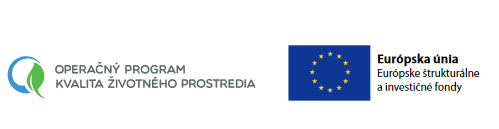 OPERAČNÝ PROGRAM
KVALITA ŽIVOTNÉHO PROSTREDIA
Európska únia
Európske štrukturálne
a investičné fondy